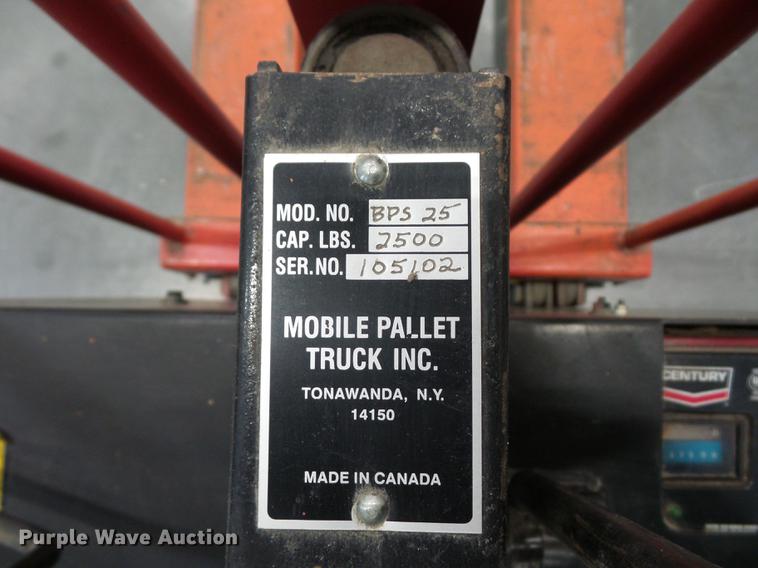 MOD. NO. BPS 25
CAP. LBS. 2500
SER.NO. 105102
MOBILE PALLET
TRUCK INC.
TONAWANDA, N.Y.
14150
MADE IN CANADA
CENTURY
Purple Wave Auction